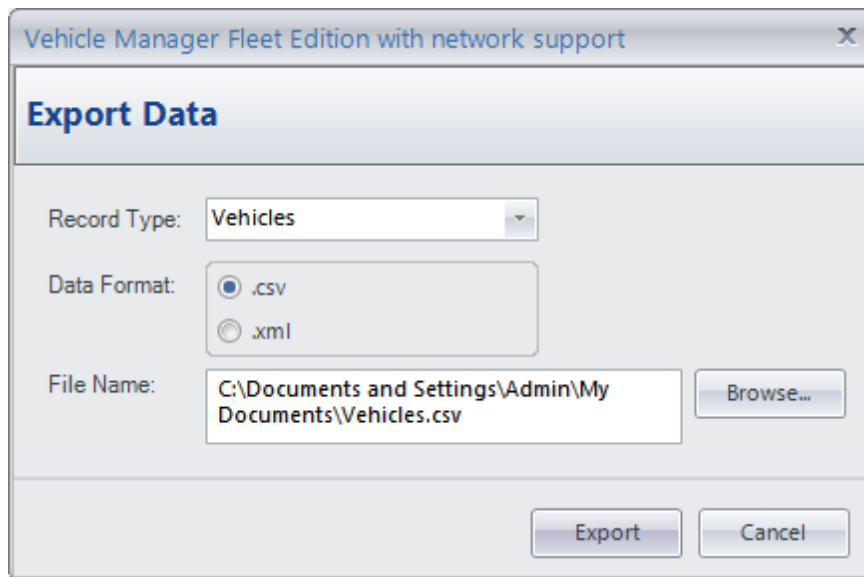 Vehicle Manager Fleet Edition with network support
Export Data
Record Type:
Vehicles
Data Format:
.csv
.xml
File Name:
C:\Documents and Settings\Admin\My
Documents\Vehicles.csv
Browse...
Export
Cancel